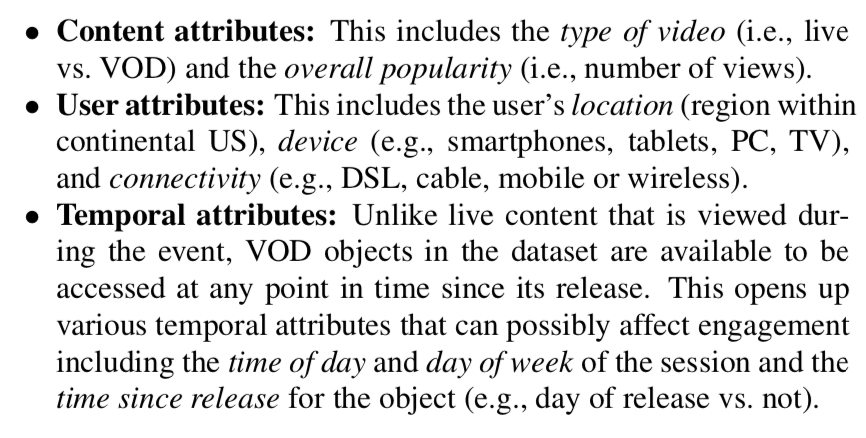 • Content attributes: This includes the type of video (i.e., live
vs. VOD) and the overall popularity (i.e., number of views).
• User attributes: This includes the user's location (region within
continental US), device (e.g., smartphones, tablets, PC, TV),
and connectivity (e.g., DSL, cable, mobile or wireless).
• Temporal attributes: Unlike live content that is viewed dur-
ing the event, VOD objects in the dataset are available to be
accessed at any point in time since its release. This opens up
various temporal attributes that can possibly affect engagement
including the time of day and day of week of the session and the
time since release for the object (e.g., day of release vs. not).